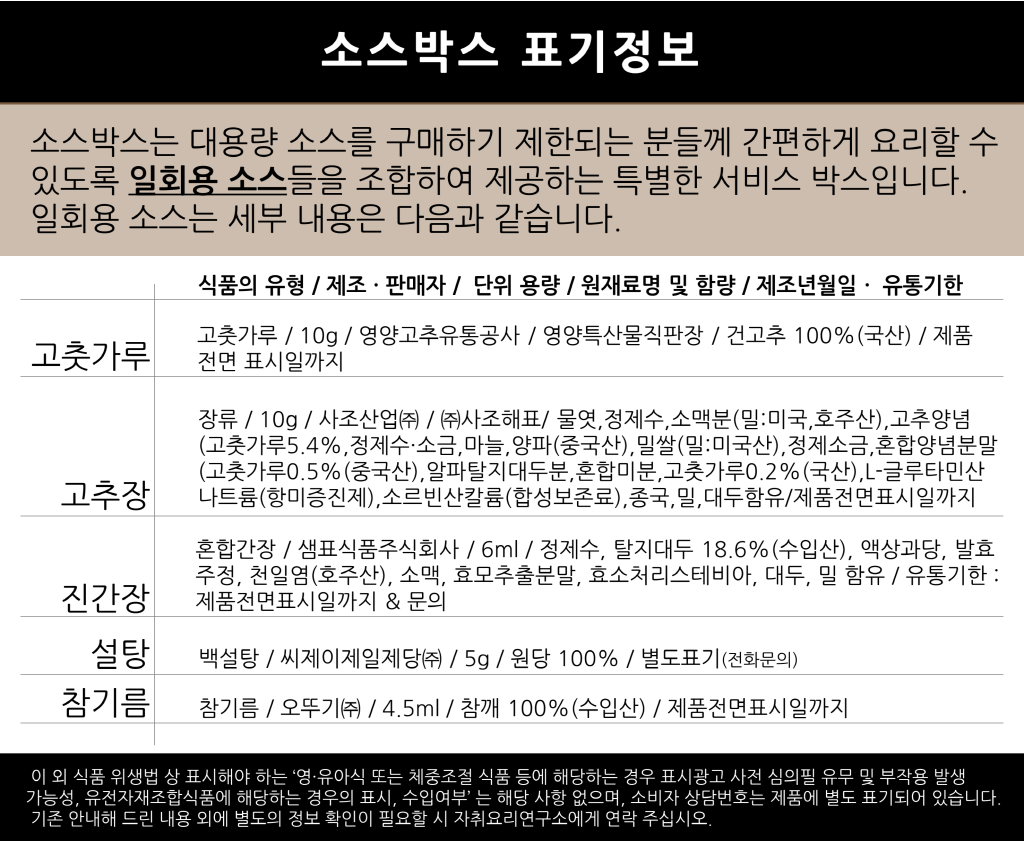 소스박스 표기정보
소스박스는 대용량 소스를 구매하기 제한되는 분들께 간편하게 요리할 수
있도록 일회용 소스들을 조합하여 제공하는 특별한 서비스 박스입니다.
일회용 소스는 세부 내용은 다음과 같습니다.
식품의 유형 / 제조 · 판매자 / 단위 용량 / 원재료명 및 함량 / 제조년월일 · 유통기한
고춧가루
고춧가루 / 10g / 영양고추유통공사 / 영양특산물직판장 / 건고추 100%(국산) / 제품
전면 표시일까지
고추장
장류 / 10g / 사조산업㈜ / ㈜사조해표/ 물엿,정제수,소맥분(밀:미국,호주산),고추양념
(고춧가루5.4%,정제수·소금,마늘,양파(중국산),밀쌀(밀:미국산),정제소금,혼합양념분말
(고춧가루0.5%(중국산),알파탈지대두분,혼합미분,고춧가루0.2%(국산),L-글루타민산
나트륨(향미증진제),소르빈산칼륨(합성보존료),종국,밀,대두함유/제품전면표시일까지
진간장
혼합간장 / 샘표식품주식회사 / 6ml / 정제수, 탈지대두 18.6%(수입산), 액상과당, 발효
주정, 천일염(호주산), 소맥, 효모추출분말, 효소처리스테비아, 대두, 밀 함유 / 유통기한 :
제품전면표시일까지 & 문의
설탕
백설탕 / 씨제이제일제당㈜ / 5g / 원당 100% / 별도표기(전화문의)
참기름
참기름 / 오뚜기㈜ / 4.5ml / 참깨 100%(수입산) / 제품전면표시일까지
이 외 식품 위생법 상 표시해야 하는 ‘영·유아식 또는 체중조절 식품 등에 해당하는 경우 표시광고 사전 심의필 유무 및 부작용 발생
가능성, 유전자재조합식품에 해당하는 경우의 표시, 수입여부’ 는 해당 사항 없으며, 소비자 상담번호는 제품에 별도 표기되어 있습니다.
기존 안내해 드린 내용 외에 별도의 정보 확인이 필요할 시 자취요리연구소에게 연락 주십시오.